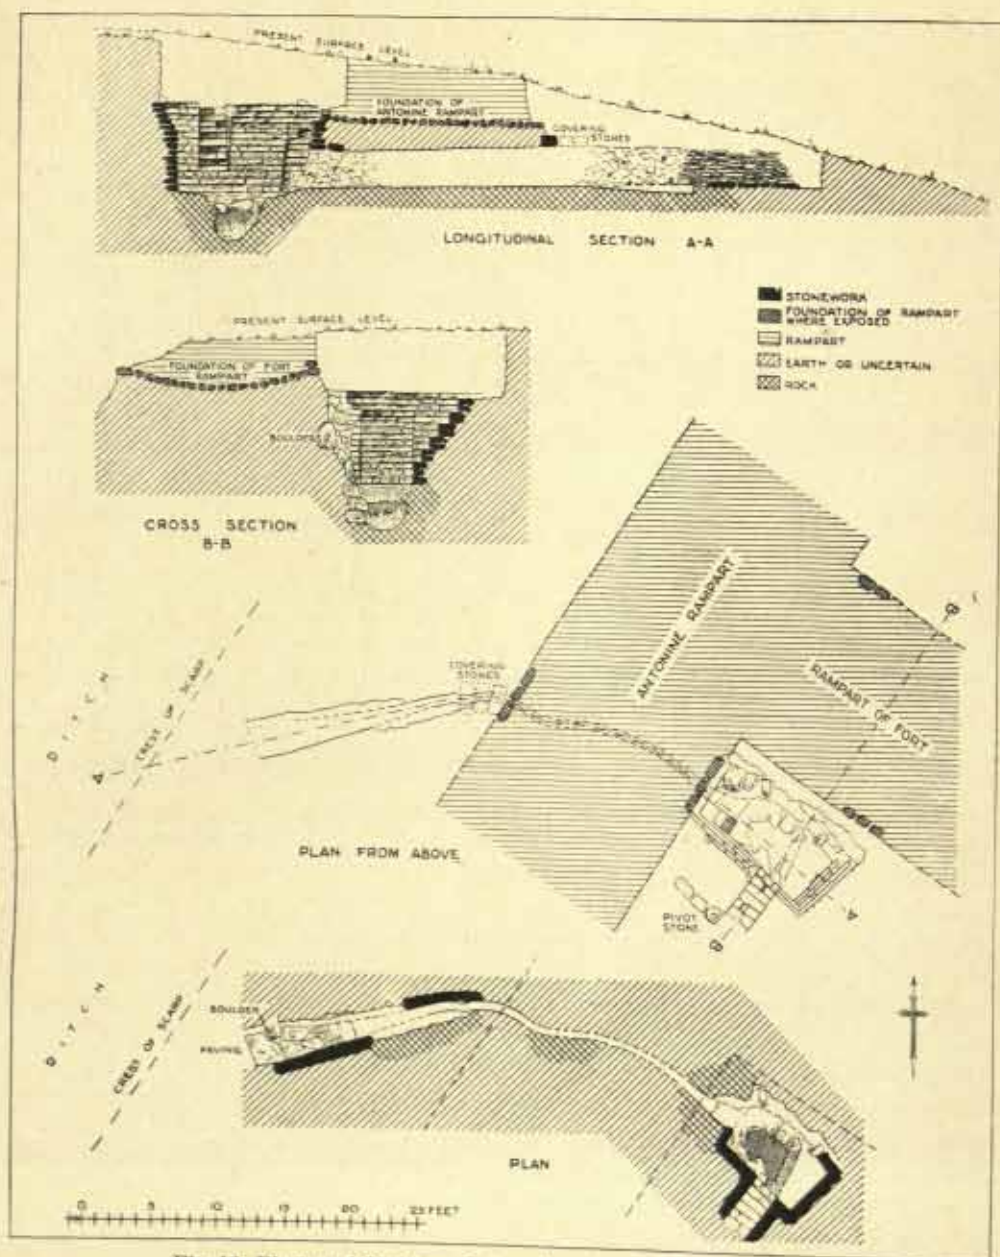 PRESENT SURFACE LEVEL
FOUNDATION OF
ANTONINE RAMPART
COVERING
STONES
LONGITUDINAL SECTION A-A
STONEWORK
FOUNDATION OF RAMPART
WHERE EXPOSED
RAMPART
EARTH OR UNCERTAIN
ROCK
PRESENT SURFACE LEVEL
FOUNDATION OF FORT
RAMPART
BOULDER
CROSS SECTION
B-B
ANTONINE RAMPART
B
RAMPART OF FORT
COVERING
STONES
DITCH
CREST OF SCARP
A
PLAN FROM ABOVE
PIVOT
STONE
A
B
DITCH
CREST OF SCARP
BOULDER
PAVING
PLAN
0 5 10 15 20 25 FEET